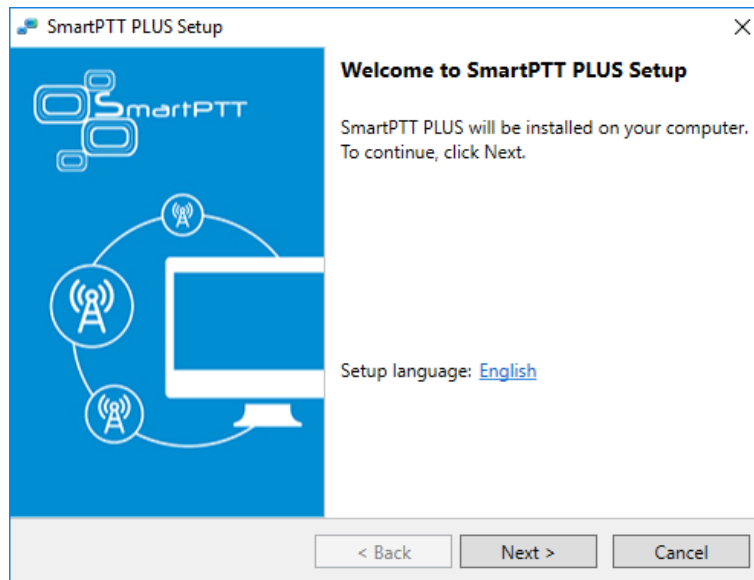 SmartPTT PLUS Setup
SmartPTT
Welcome to SmartPTT PLUS Setup
SmartPTT PLUS will be installed on your computer.
To continue, click Next.
Setup language: English
< Back
Next >
Cancel